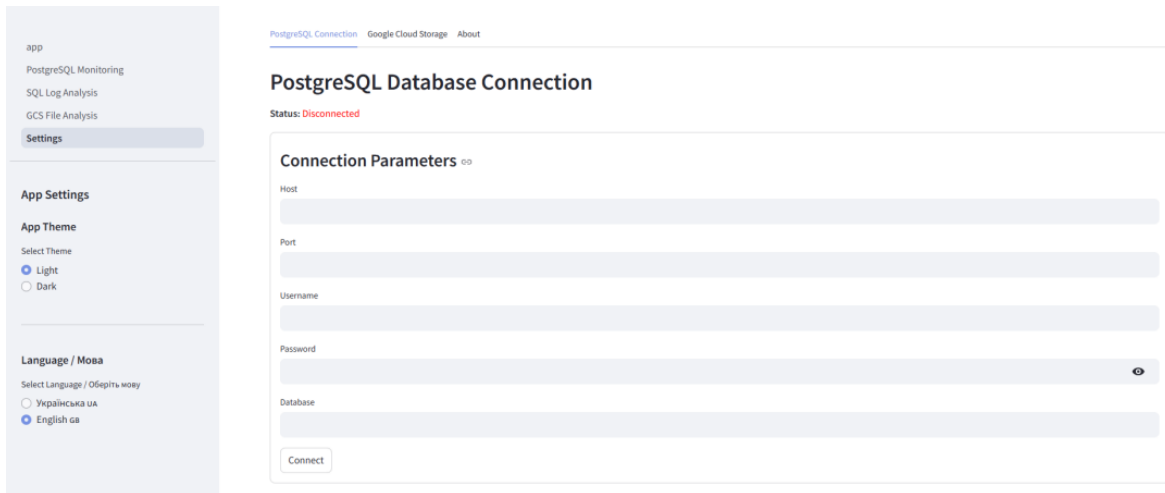 app
PostgreSQL Monitoring
SQL Log Analysis
GCS File Analysis
Settings
App Settings
App Theme
Select Theme
Light
Dark
Language / Мова
Select Language / Оберіть мову
Українська UA
English GB
PostgreSQL Connection Google Cloud Storage About
PostgreSQL Database Connection
Status: Disconnected
Connection Parameters
Host
Port
Username
Password
Database
Connect